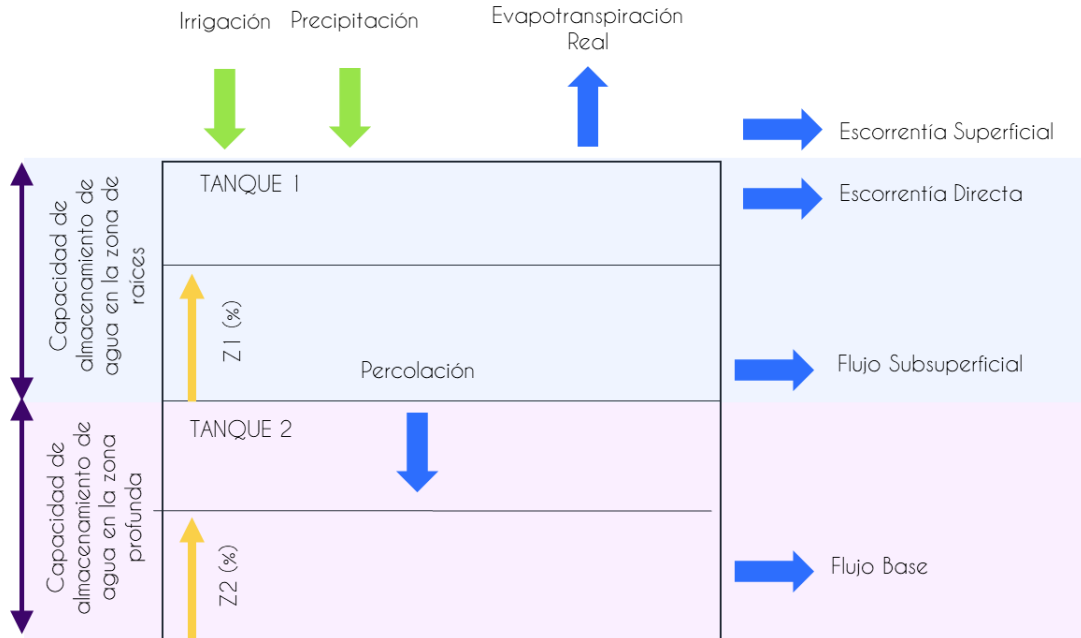 Irrigación
Precipitación
Evapotranspiración
Real
Escorrentía Superficial
TANQUE 1
Escorrentía Directa
Capacidad de
almacenamiento de
agua en la zona de
raíces
Z1 (%)
Percolación
Flujo Subsuperficial
TANQUE 2
Capacidad de
almacenamiento de
agua en la zona
profunda
Z2 (%)
Flujo Base